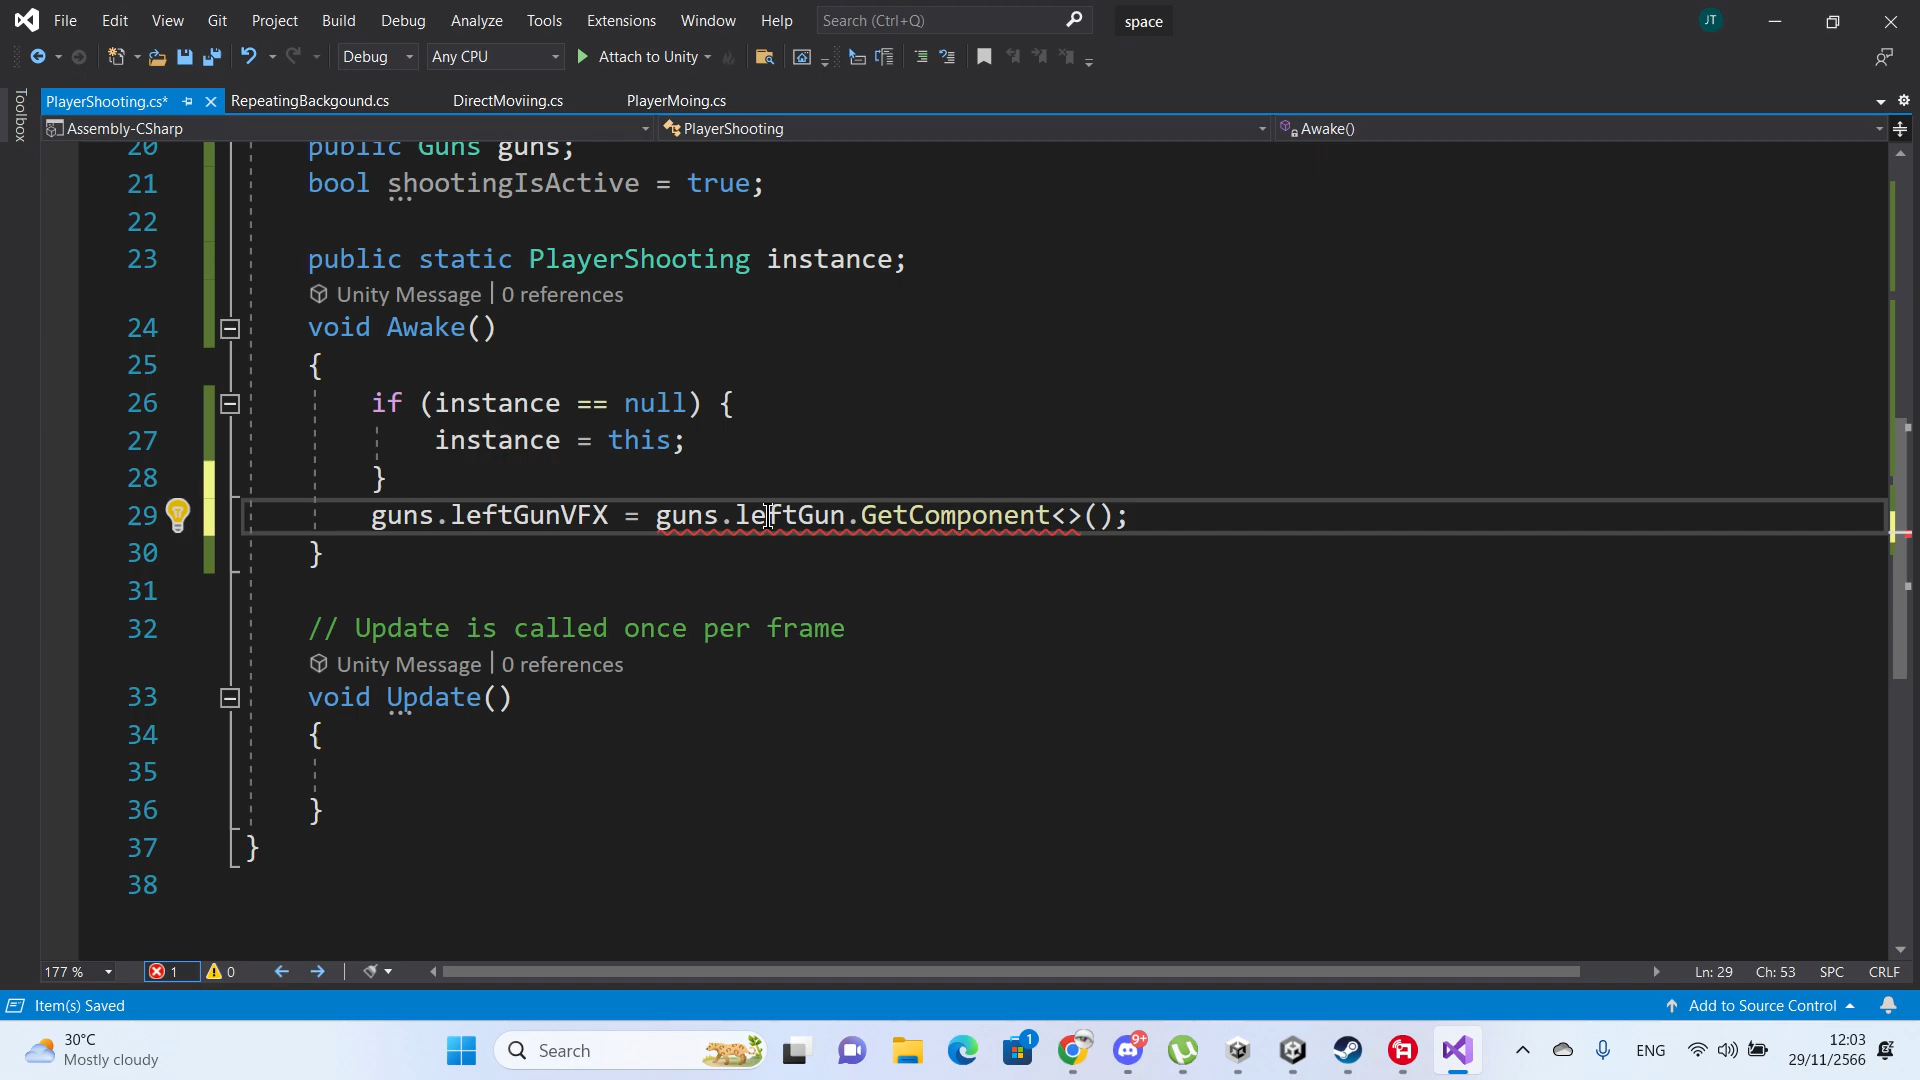 File Edit View Git Project Build Debug Test Analyze Tools Extensions Window Help Search (Ctrl+Q) space JT
Debug Any CPU Attach to Unity
PlayerShooting.cs* RepeatingBackgound.cs DirectMoviing.cs PlayerMoing.cs
Toolbox
Assembly-CSharp PlayerShooting Awake()
20 public Guns guns;
21 bool shootingIsActive = true;
22
23 public static PlayerShooting instance;
Unity Message | 0 references
24 void Awake()
25 {
26 if (instance == null) {
27 instance = this;
28 }
29 guns.leftGunVFX = guns.leftGun.GetComponent<>();
30 }
31
32 // Update is called once per frame
Unity Message | 0 references
33 void Update()
34 {
35
36 }
37 }
38
177 % 1 0 Ln: 29 Ch: 53 SPC CRLF
Item(s) Saved Add to Source Control
30°C
Mostly cloudy
Search 1 9+ ENG
12:03
29/11/2566